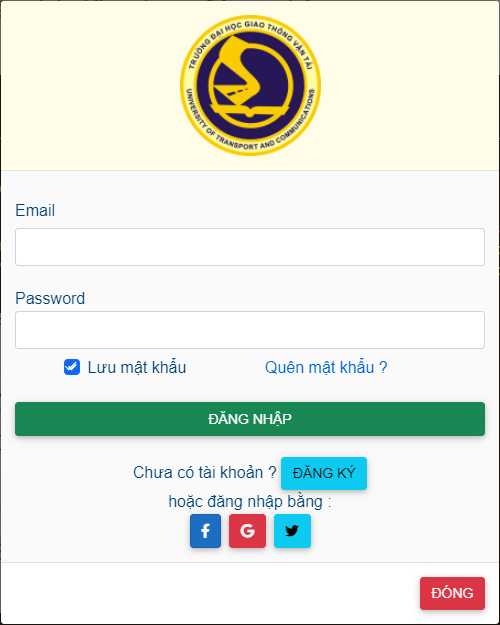 TRƯỜNG ĐẠI HỌC GIAO THÔNG VẬN TẢI
UNIVERSITY OF TRANSPORT AND COMMUNICATIONS
Email
Password
Lưu mật khẩu Quên mật khẩu ?
ĐĂNG NHẬP
Chưa có tài khoản ? ĐĂNG KÝ
hoặc đăng nhập bằng :
ĐÓNG